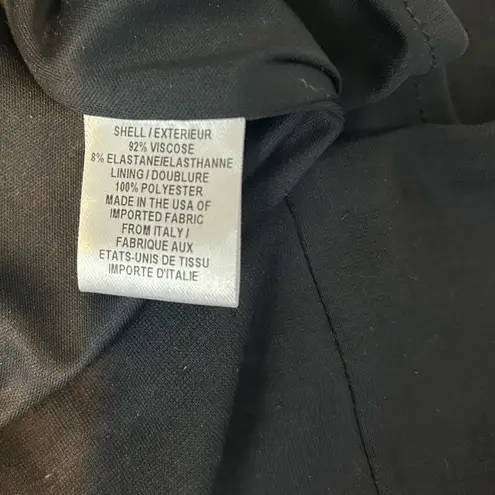 SHELL / EXTERIEUR
92% VISCOSE
8% ELASTANE/ELASTHANNE
LINING / DOUBLURE
100% POLYESTER
MADE IN THE USA OF
IMPORTED FABRIC
FROM ITALY /
FABRIQUE AUX
ETATS-UNIS DE TISSU
IMPORTE D'ITALIE